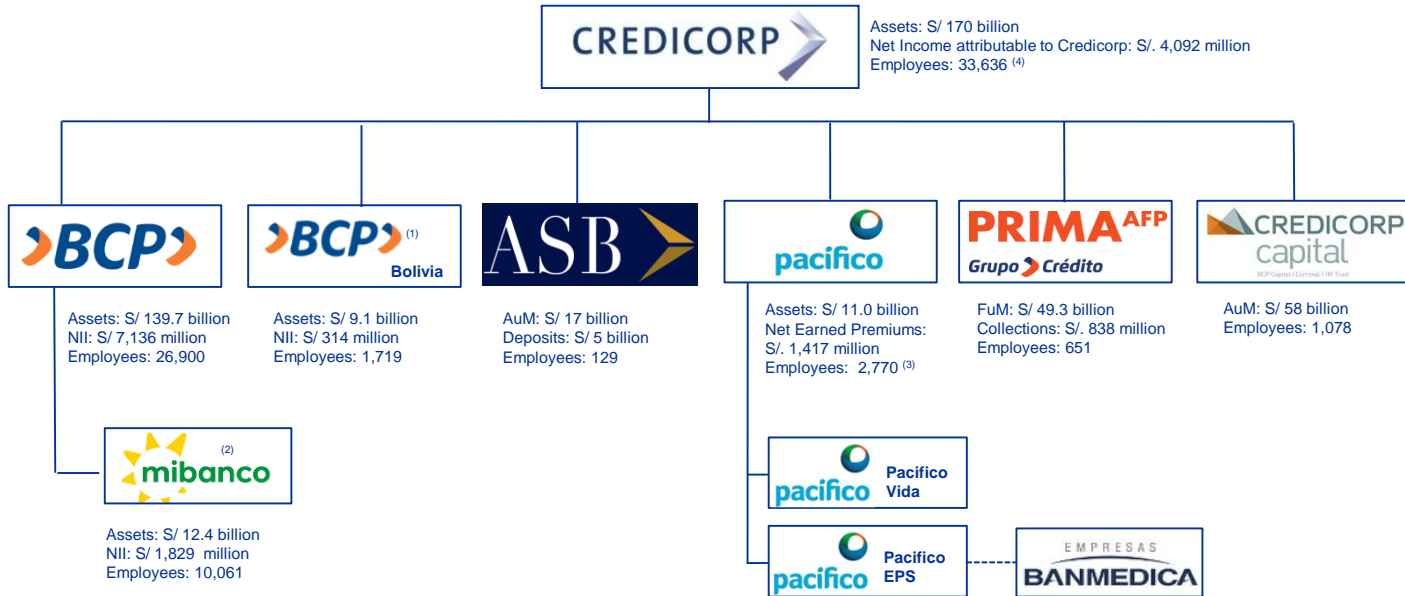 CREDICORP
Assets: S/ 170 billion
Net Income attributable to Credicorp: S/. 4,092 million
Employees: 33,636 (4)
BCP
Assets: S/ 139.7 billion
NII: S/ 7,136 million
Employees: 26,900
mibanco (2)
Assets: S/ 12.4 billion
NII: S/ 1,829 million
Employees: 10,061
BCP (1)
Bolivia
Assets: S/ 9.1 billion
NII: S/ 314 million
Employees: 1,719
ASB
AuM: S/ 17 billion
Deposits: S/ 5 billion
Employees: 129
pacifico
Assets: S/ 11.0 billion
Net Earned Premiums:
S/. 1,417 million
Employees: 2,770 (3)
pacifico
Pacifico
Vida
pacifico
Pacifico
EPS
EMPRESAS
BANMEDICA
PRIMA AFP
Grupo Crédito
FuM: S/ 49.3 billion
Collections: S/. 838 million
Employees: 651
CREDICORP
capital
BCP Capital | Correval | IM Trust
AuM: S/ 58 billion
Employees: 1,078